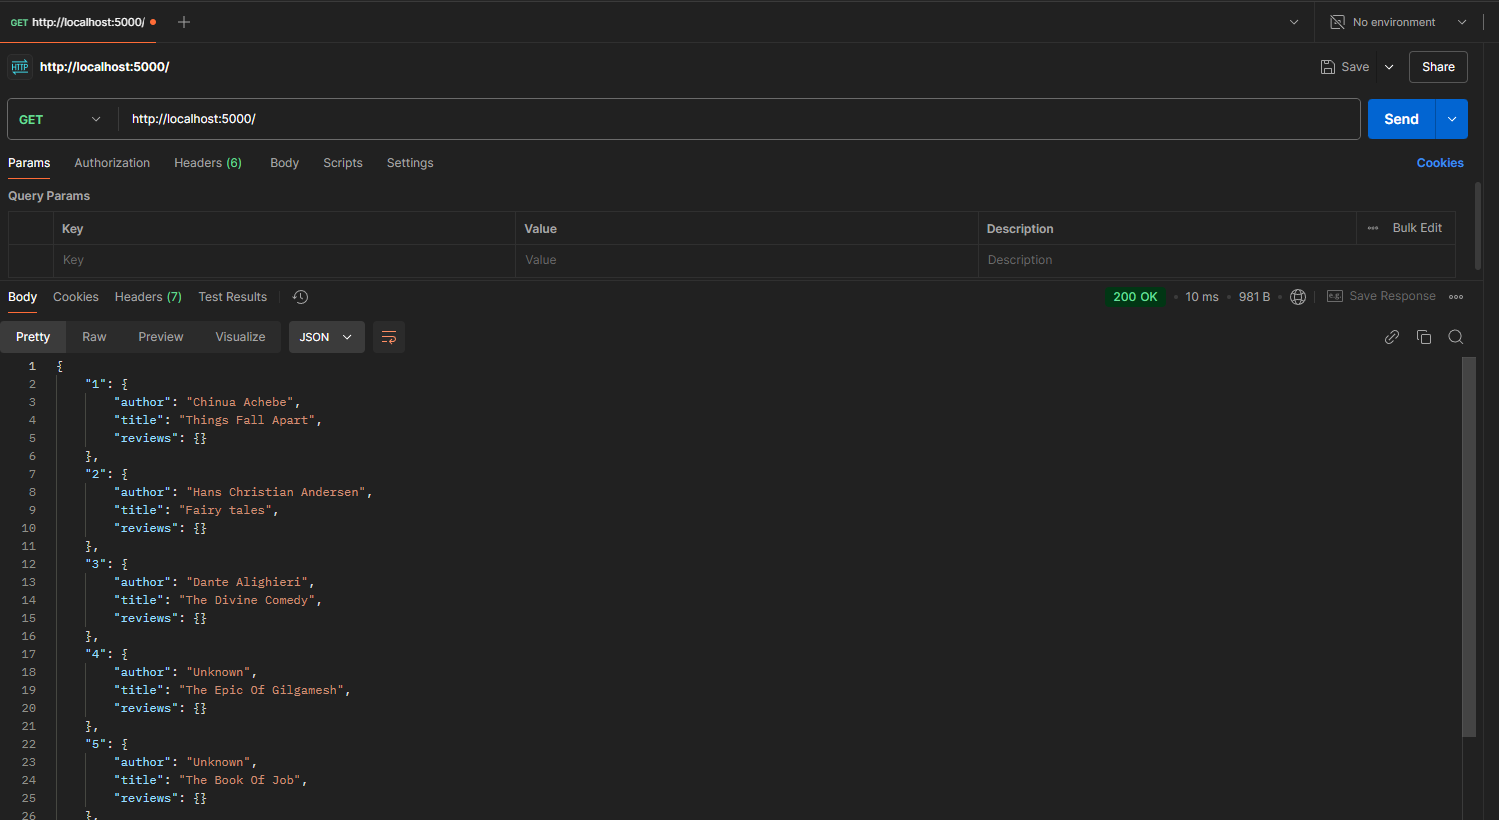 GET http://localhost:5000/
No environment
HTTP http://localhost:5000/
Save
Share
GET http://localhost:5000/
Send
Params Authorization Headers (6) Body Scripts Settings Cookies
Query Params
Key Value Description Bulk Edit
Key Value Description
Body Cookies Headers (7) Test Results 200 OK 10 ms 981 B e.g. Save Response
Pretty Raw Preview Visualize JSON
1 {
2 "1": {
3 "author": "Chinua Achebe",
4 "title": "Things Fall Apart",
5 "reviews": {}
6 },
7 "2": {
8 "author": "Hans Christian Andersen",
9 "title": "Fairy tales",
10 "reviews": {}
11 },
12 "3": {
13 "author": "Dante Alighieri",
14 "title": "The Divine Comedy",
15 "reviews": {}
16 },
17 "4": {
18 "author": "Unknown",
19 "title": "The Epic Of Gilgamesh",
20 "reviews": {}
21 },
22 "5": {
23 "author": "Unknown",
24 "title": "The Book Of Job",
25 "reviews": {}
26 },